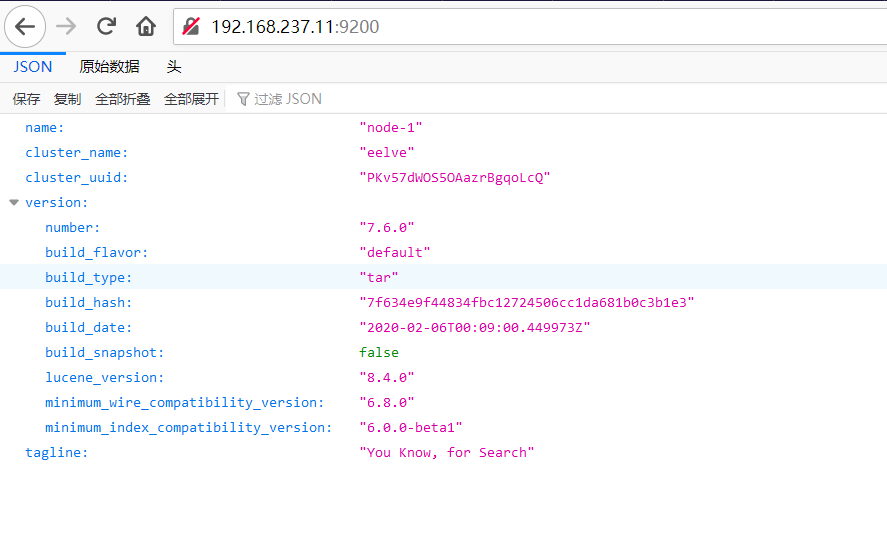 192.168.237.11:9200
JSON 原始数据 头
保存 复制 全部折叠 全部展开 过滤 JSON
name: "node-1"
cluster_name: "eelve"
cluster_uuid: "PKv57dWOS5OAazrBgqoLcQ"
version:
number: "7.6.0"
build_flavor: "default"
build_type: "tar"
build_hash: "7f634e9f44834fbc12724506cc1da681b0c3b1e3"
build_date: "2020-02-06T00:09:00.449973Z"
build_snapshot: false
lucene_version: "8.4.0"
minimum_wire_compatibility_version: "6.8.0"
minimum_index_compatibility_version: "6.0.0-beta1"
tagline: "You Know, for Search"